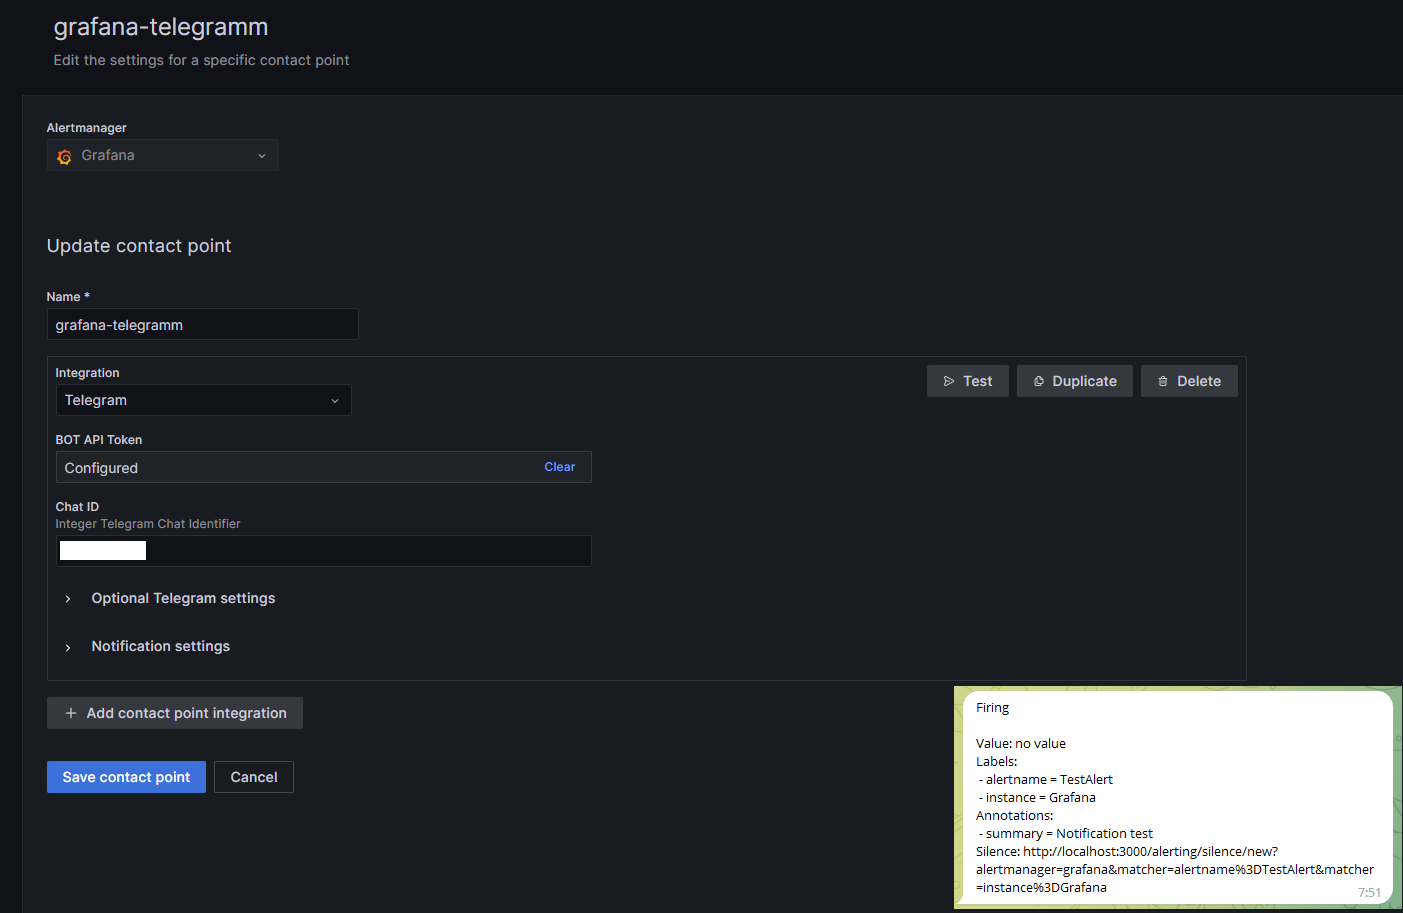 grafana-telegramm
Edit the settings for a specific contact point
Alertmanager
Grafana
Update contact point
Name *
grafana-telegramm
Integration
Telegram
Test
Duplicate
Delete
BOT API Token
Configured
Clear
Chat ID
Integer Telegram Chat Identifier
Optional Telegram settings
Notification settings
Add contact point integration
Save contact point
Cancel
Firing
Value: no value
Labels:
- alertname = TestAlert
- instance = Grafana
Annotations:
- summary = Notification test
Silence: http://localhost:3000/alerting/silence/new?
alertmanager=grafana&matcher=alertname%3DTestAlert&matcher
=instance%3DGrafana
7:51